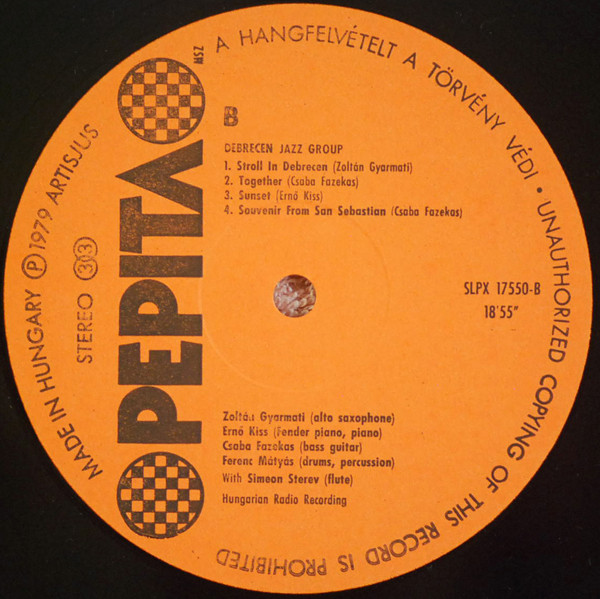 A HANGFELVÉTELT A TÖRVÉNY VÉDI • UNAUTHORIZED COPYING OF THIS RECORD IS PROHIBITED
MADE IN HUNGARY Ⓟ 1979 ARTISJUS
STEREO 33
PEPITA
MSZ
B
DEBRECEN JAZZ GROUP
1. Stroll In Debrecen (Zoltán Gyarmati)
2. Together (Csaba Fazekas)
3. Sunset (Ernő Kiss)
4. Souvenir From San Sebastian (Csaba Fazekas)
SLPX 17550-B
18'55"
Zoltán Gyarmati (alto saxophone)
Ernő Kiss (Fender piano, piano)
Csaba Fazekas (bass guitar)
Ferenc Mátyás (drums, percussion)
With Simeon Sterev (flute)
Hungarian Radio Recording